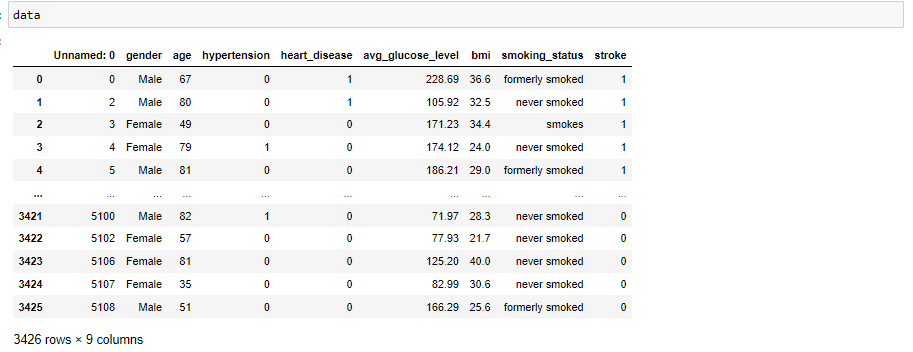 data
Unnamed: 0 gender age hypertension heart_disease avg_glucose_level bmi smoking_status stroke
0 0 Male 67 0 1 228.69 36.6 formerly smoked 1
1 2 Male 80 0 1 105.92 32.5 never smoked 1
2 3 Female 49 0 0 171.23 34.4 smokes 1
3 4 Female 79 1 0 174.12 24.0 never smoked 1
4 5 Male 81 0 0 186.21 29.0 formerly smoked 1
... ... ... ... ... ... ... ... ... ...
3421 5100 Male 82 1 0 71.97 28.3 never smoked 0
3422 5102 Female 57 0 0 77.93 21.7 never smoked 0
3423 5106 Female 81 0 0 125.20 40.0 never smoked 0
3424 5107 Female 35 0 0 82.99 30.6 never smoked 0
3425 5108 Male 51 0 0 166.29 25.6 formerly smoked 0
3426 rows × 9 columns